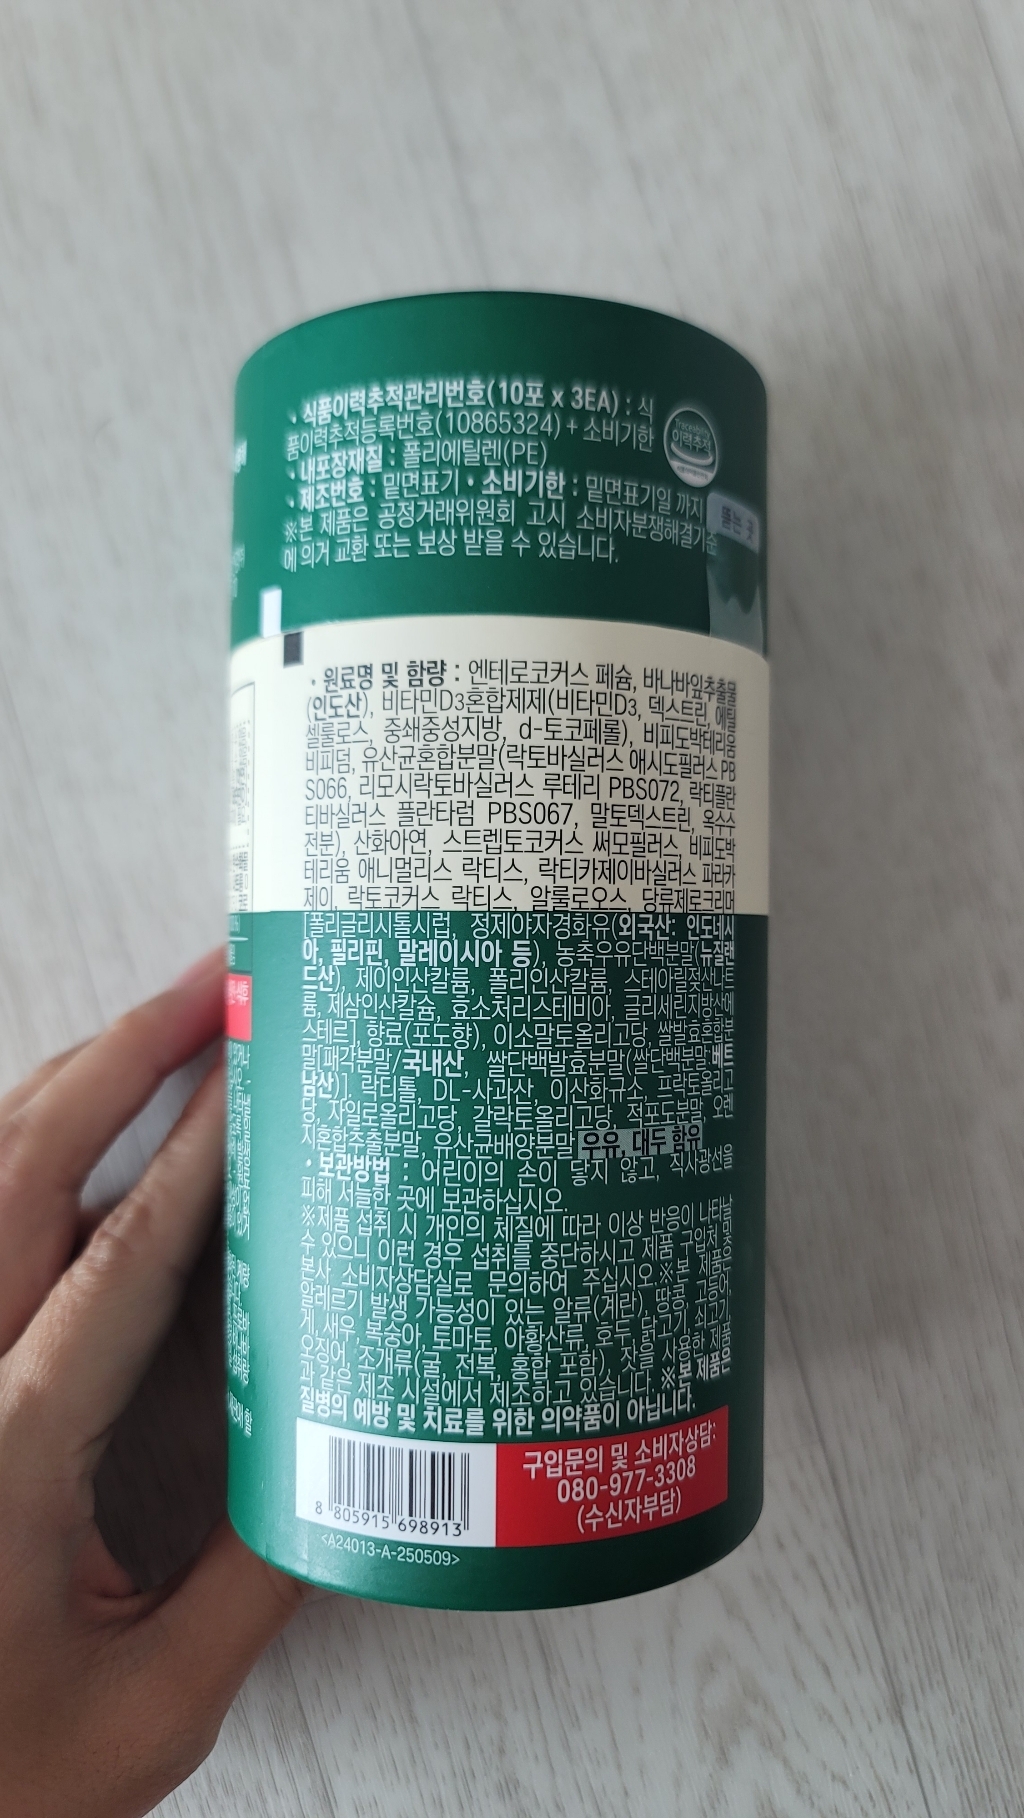 • 식품이력추적관리번호(10포 x 3EA) : 식
품이력추적등록번호(10865324) + 소비기한
• 내포장재질 : 폴리에틸렌(PE)
• 제조번호 : 밑면표기 • 소비기한 : 밑면표기일 까지
※본 제품은 공정거래위원회 고시 소비자분쟁해결기준
에 의거 교환 또는 보상 받을 수 있습니다.
Traceability
이력추적
뜯는 곳
• 원료명 및 함량 : 엔테로코커스 페슘, 바나바잎추출물
(인도산), 비타민D3혼합제제(비타민D3, 덱스트린, 에틸
셀룰로스, 중쇄중성지방, d-토코페롤), 비피도박테리움
비피덤, 유산균혼합분말(락토바실러스 애시도필러스 PB
S066, 리모시락토바실러스 루테리 PBS072, 락티플란
티바실러스 플란타럼 PBS067, 말토덱스트린, 옥수수
전분), 산화아연, 스트렙토코커스 써모필러스, 비피도박
테리움 애니멀리스 락티스, 락티카제이바실러스 파라카
제이, 락토코커스 락티스, 알룰로오스, 당류제로크리머
[폴리글리시톨시럽, 정제야자경화유(외국산: 인도네시
아, 필리핀, 말레이시아 등), 농축우유단백분말(뉴질랜
드산), 제이인산칼륨, 폴리인산칼륨, 스테아릴젖산나트
륨, 제삼인산칼슘, 효소처리스테비아, 글리세린지방산에
스테르], 향료(포도향), 이소말토올리고당, 쌀발효혼합분
말[패각분말/국내산, 쌀단백발효분말(쌀단백분말:베트
남산)], 락티톨, DL-사과산, 이산화규소, 프락토올리고
당, 자일로올리고당, 갈락토올리고당, 적포도분말, 오렌
지혼합추출분말, 유산균배양분말 우유, 대두 함유
• 보관방법 : 어린이의 손이 닿지 않고, 직사광선을
피해 서늘한 곳에 보관하십시오.
※제품 섭취 시 개인의 체질에 따라 이상 반응이 나타날
수 있으니 이런 경우 섭취를 중단하시고 제품 구입처 및
본사 소비자상담실로 문의하여 주십시오.※본 제품은
알레르기 발생 가능성이 있는 알류(계란), 땅콩, 고등어,
게, 새우, 복숭아, 토마토, 아황산류, 호두, 닭고기, 쇠고기,
오징어, 조개류(굴, 전복, 홍합 포함), 잣을 사용한 제품
과 같은 제조 시설에서 제조하고 있습니다. ※본 제품은
질병의 예방 및 치료를 위한 의약품이 아닙니다.
8 805915 698913
<A24013-A-250509>
구입문의 및 소비자상담:
080-977-3308
(수신자부담)